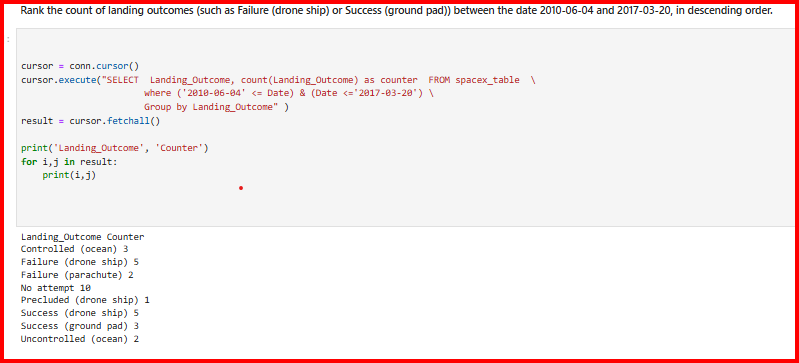 Rank the count of landing outcomes (such as Failure (drone ship) or Success (ground pad)) between the date 2010-06-04 and 2017-03-20, in descending order.
:
cursor = conn.cursor()
cursor.execute("SELECT  Landing_Outcome, count(Landing_Outcome) as counter  FROM spacex_table  \
where ('2010-06-04' <= Date) & (Date <='2017-03-20') \
Group by Landing_Outcome" )
result = cursor.fetchall()
print('Landing_Outcome', 'Counter')
for i,j in result:
print(i,j)
Landing_Outcome Counter
Controlled (ocean) 3
Failure (drone ship) 5
Failure (parachute) 2
No attempt 10
Precluded (drone ship) 1
Success (drone ship) 5
Success (ground pad) 3
Uncontrolled (ocean) 2